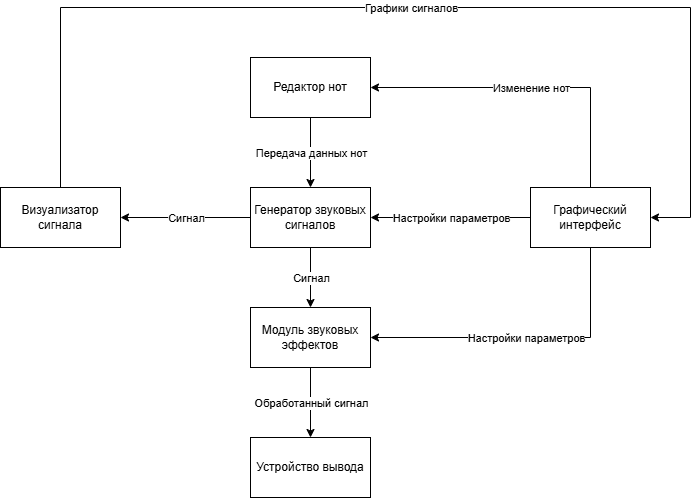 Графики сигналов
Редактор нот
Изменение нот
Передача данных нот
Визуализатор
сигнала
Сигнал
Генератор звуковых
сигналов
Настройки параметров
Графический
интерфейс
Сигнал
Модуль звуковых
эффектов
Настройки параметров
Обработанный сигнал
Устройство вывода